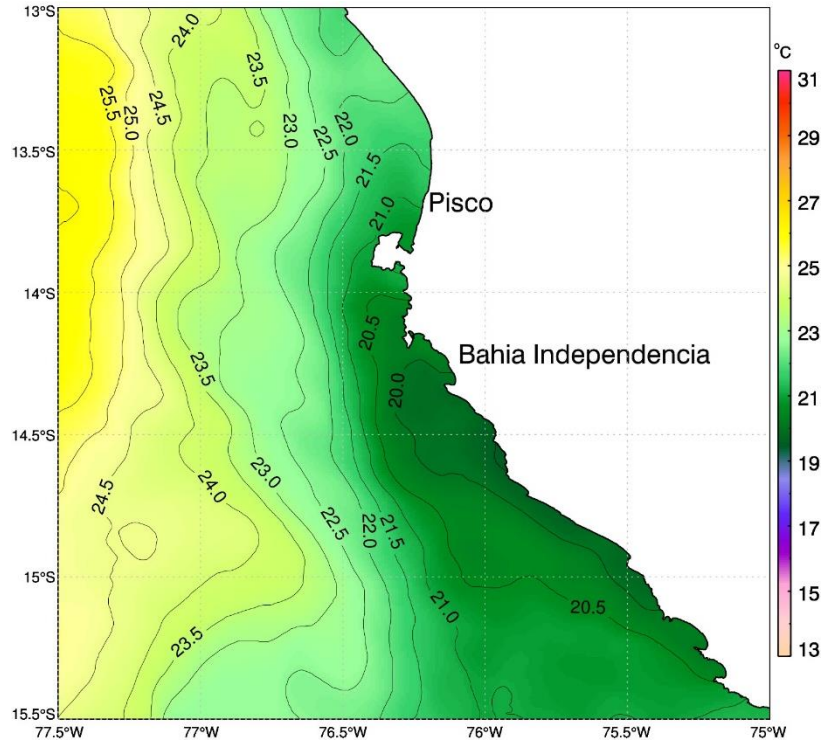 13°S
13.5°S
14°S
14.5°S
15°S
15.5°S
77.5°W
77°W
76.5°W
76°W
75.5°W
75°W
24.0
23.5
25.5
25.0
24.5
23.0
22.5
22.0
21.5
21.0
Pisco
20.5
Bahia Independencia
20.0
23.5
24.5
24.0
23.0
22.5
22.0
21.5
23.5
21.0
20.5
°C
31
29
27
25
23
21
19
17
15
13